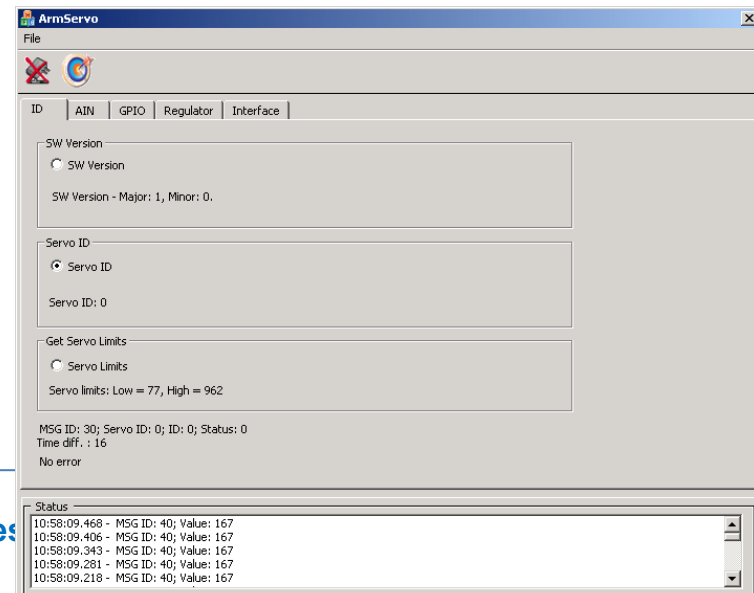 ArmServo
File
ID AIN GPIO Regulator Interface
SW Version
SW Version
SW Version - Major: 1, Minor: 0.
Servo ID
Servo ID
Servo ID: 0
Get Servo Limits
Servo Limits
Servo limits: Low = 77, High = 962
MSG ID: 30; Servo ID: 0; ID: 0; Status: 0
Time diff. : 16
No error
es
Status
10:58:09.468 - MSG ID: 40; Value: 167
10:58:09.406 - MSG ID: 40; Value: 167
10:58:09.343 - MSG ID: 40; Value: 167
10:58:09.281 - MSG ID: 40; Value: 167
10:58:09.218 - MSG ID: 40; Value: 167